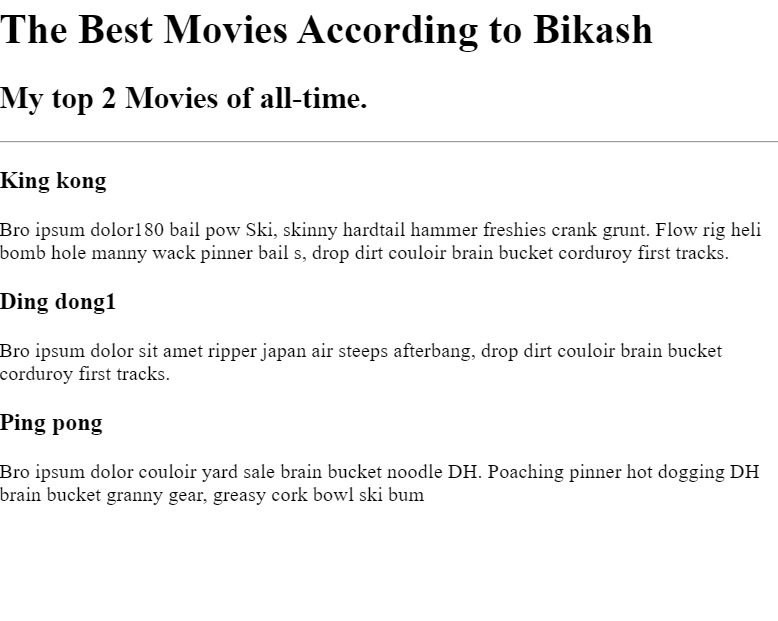 The Best Movies According to Bikash
My top 2 Movies of all-time.
King kong
Bro ipsum dolor180 bail pow Ski, skinny hardtail hammer freshies crank grunt. Flow rig heli
bomb hole manny wack pinner bail s, drop dirt couloir brain bucket corduroy first tracks.
Ding dong1
Bro ipsum dolor sit amet ripper japan air steeps afterbang, drop dirt couloir brain bucket
corduroy first tracks.
Ping pong
Bro ipsum dolor couloir yard sale brain bucket noodle DH. Poaching pinner hot dogging DH
brain bucket granny gear, greasy cork bowl ski bum